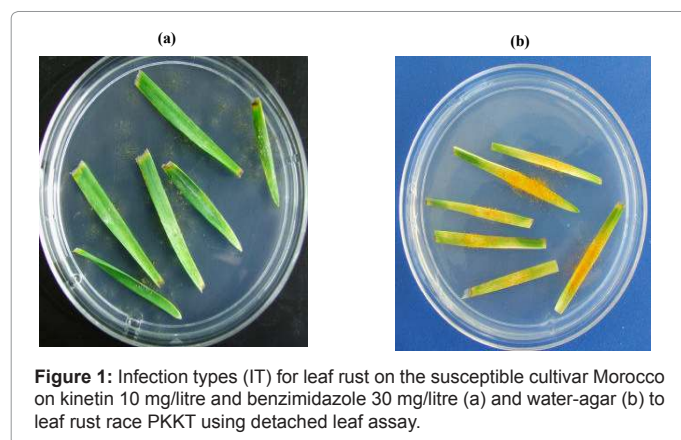 (a)
(b)
Figure 1: Infection types (IT) for leaf rust on the susceptible cultivar Morocco
on kinetin 10 mg/litre and benzimidazole 30 mg/litre (a) and water-agar (b) to
leaf rust race PKKT using detached leaf assay.